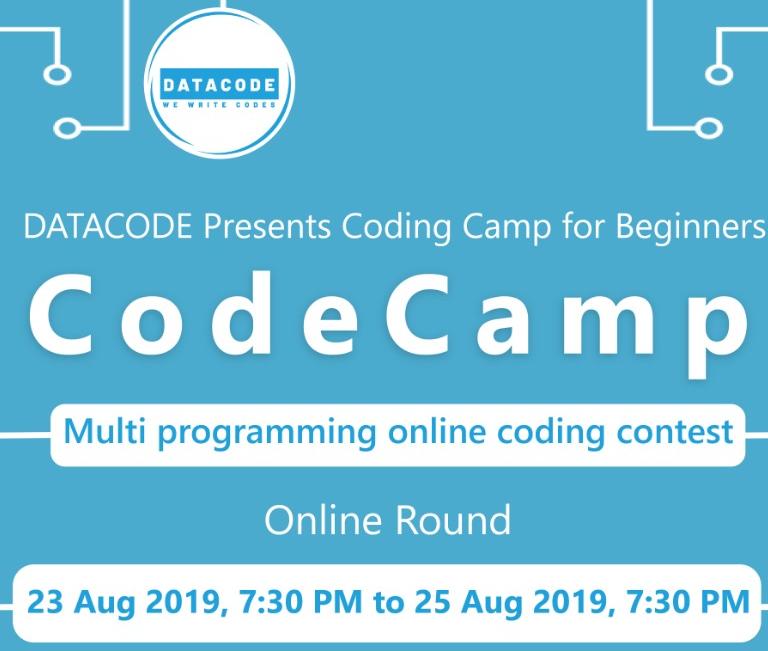 DATACODE
WE WRITE CODES
DATACODE Presents Coding Camp for Beginners
CodeCamp
Multi programming online coding contest
Online Round
23 Aug 2019, 7:30 PM to 25 Aug 2019, 7:30 PM